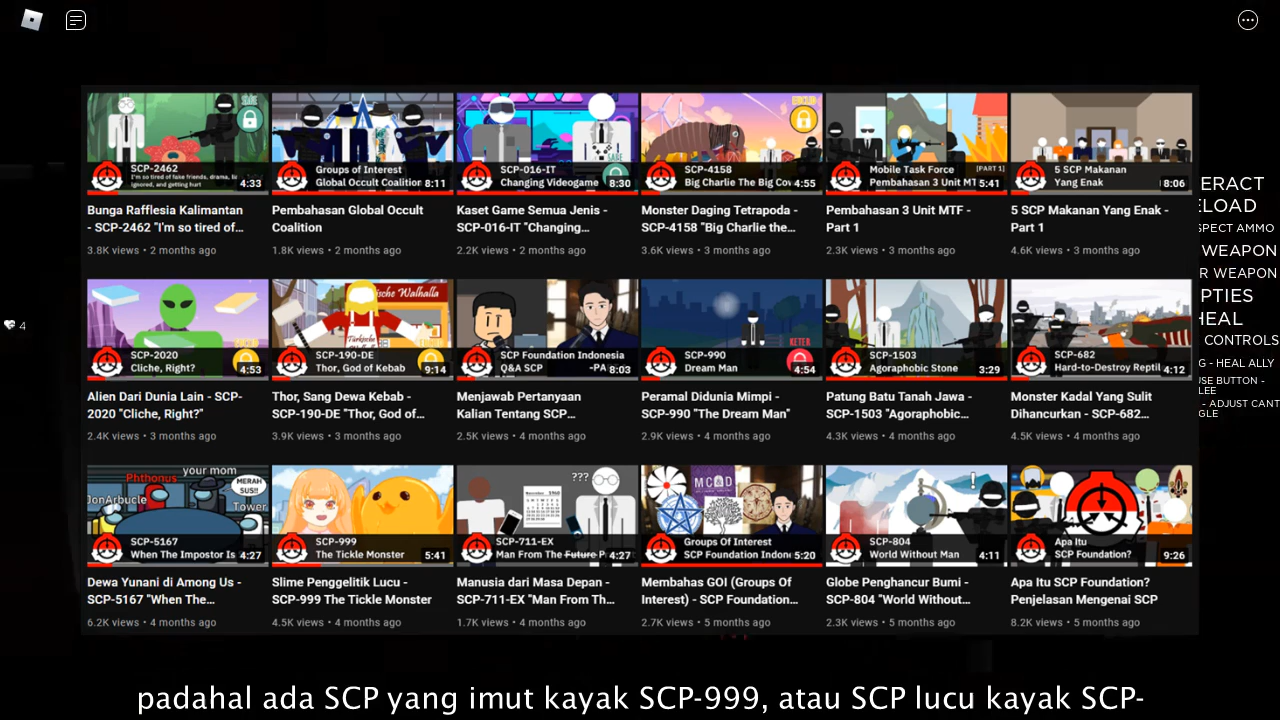 SAFE
SCP-2462
I'm so tired of fake friends, drama, lo
ignored, and getting hurt
4:33
Bunga Rafflesia Kalimantan
- SCP-2462 "I'm so tired of...
3.8K views • 2 months ago
Groups of Interest
Global Occult Coalition
8:11
Pembahasan Global Occult
Coalition
1.8K views • 2 months ago
SAFE
SCP-016-IT
Changing Videogame
8:30
Kaset Game Semua Jenis -
SCP-016-IT "Changing...
2.2K views • 2 months ago
EUCLID
SCP-4158
Big Charlie The Big Co
4:55
Monster Daging Tetrapoda -
SCP-4158 "Big Charlie the...
3.6K views • 3 months ago
Mobile Task Force
[PART 1]
Pembahasan 3 Unit MT
5:41
Pembahasan 3 Unit MTF -
Part 1
2.3K views • 3 months ago
5 SCP Makanan
Yang Enak
8:06
5 SCP Makanan Yang Enak -
Part 1
4.6K views • 3 months ago
SCP-2020
Cliche, Right?
4:53
Alien Dari Dunia Lain - SCP-
2020 "Cliche, Right?"
2.4K views • 3 months ago
ische Walhalla
Türkische
Walhalla
SCP-190-DE
Thor, God of Kebab
9:14
Thor, Sang Dewa Kebab -
SCP-190-DE "Thor, God of...
3.9K views • 3 months ago
SCP Foundation Indonesia
Q&A SCP
-PA
8:03
Menjawab Pertanyaan
Kalian Tentang SCP...
2.5K views • 4 months ago
KETER
SCP-990
Dream Man
4:54
Peramal Didunia Mimpi -
SCP-990 "The Dream Man"
2.9K views • 4 months ago
SCP-1503
Agoraphobic Stone
3:29
Patung Batu Tanah Jawa -
SCP-1503 "Agoraphobic...
4.3K views • 4 months ago
SCP-682
Hard-to-Destroy Reptil
4:12
Monster Kadal Yang Sulit
Dihancurkan - SCP-682...
4.5K views • 4 months ago
your mom
Phthonus
JonArbucle
MERAH
SUS!!
Tower
SCP-5167
When The Impostor Is
4:27
Dewa Yunani di Among Us -
SCP-5167 "When The...
6.2K views • 4 months ago
SCP-999
The Tickle Monster
5:41
Slime Penggelitik Lucu -
SCP-999 The Tickle Monster
4.5K views • 4 months ago
???
SCP-711-EX
Man From The Future P
4:27
Manusia dari Masa Depan -
SCP-711-EX "Man From Th...
1.7K views • 4 months ago
MC&D
Groups Of Interest
SCP Foundation Indon
5:20
Membahas GOI (Groups Of
Interest) - SCP Foundation...
2.7K views • 5 months ago
!
SCP-804
World Without Man
4:11
Globe Penghancur Bumi -
SCP-804 "World Without...
2.3K views • 5 months ago
Apa Itu
SCP Foundation?
9:26
Apa Itu SCP Foundation?
Penjelasan Mengenai SCP
8.2K views • 5 months ago
4
ERACT
ELOAD
SPECT AMMO
WEAPON
R WEAPON
PTIES
HEAL
CONTROLS
G - HEAL ALLY
USE BUTTON -
LEE
- ADJUST CANT
GLE
padahal ada SCP yang imut kayak SCP-999, atau SCP lucu kayak SCP-